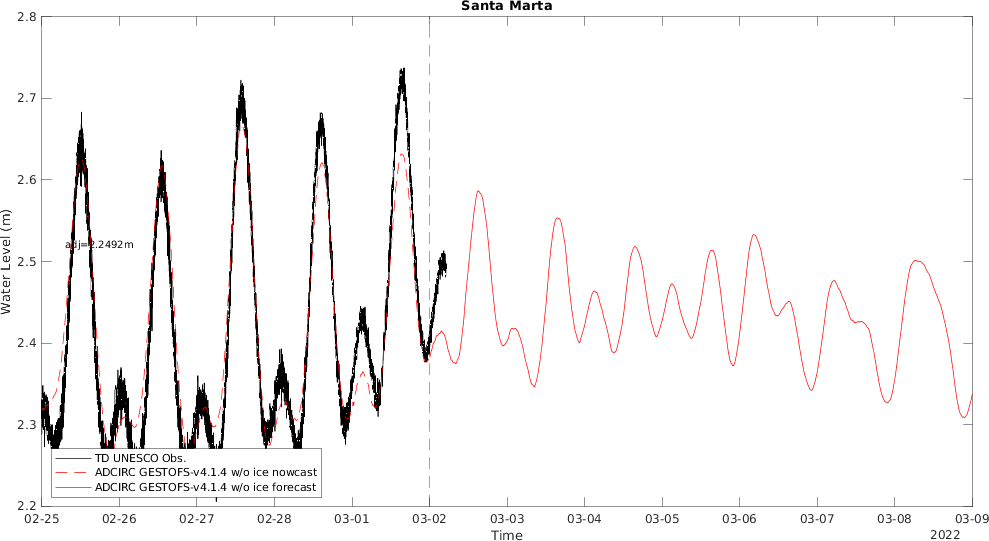 Santa Marta
2.8
2.7
2.6
2.5
2.4
2.3
2.2
Water Level (m)
adj=2.2492m
TD UNESCO Obs.
ADCIRC GESTOFS-v4.1.4 w/o ice nowcast
ADCIRC GESTOFS-v4.1.4 w/o ice forecast
02-25 02-26 02-27 02-28 03-01 03-02 03-03 03-04 03-05 03-06 03-07 03-08 03-09
Time
2022